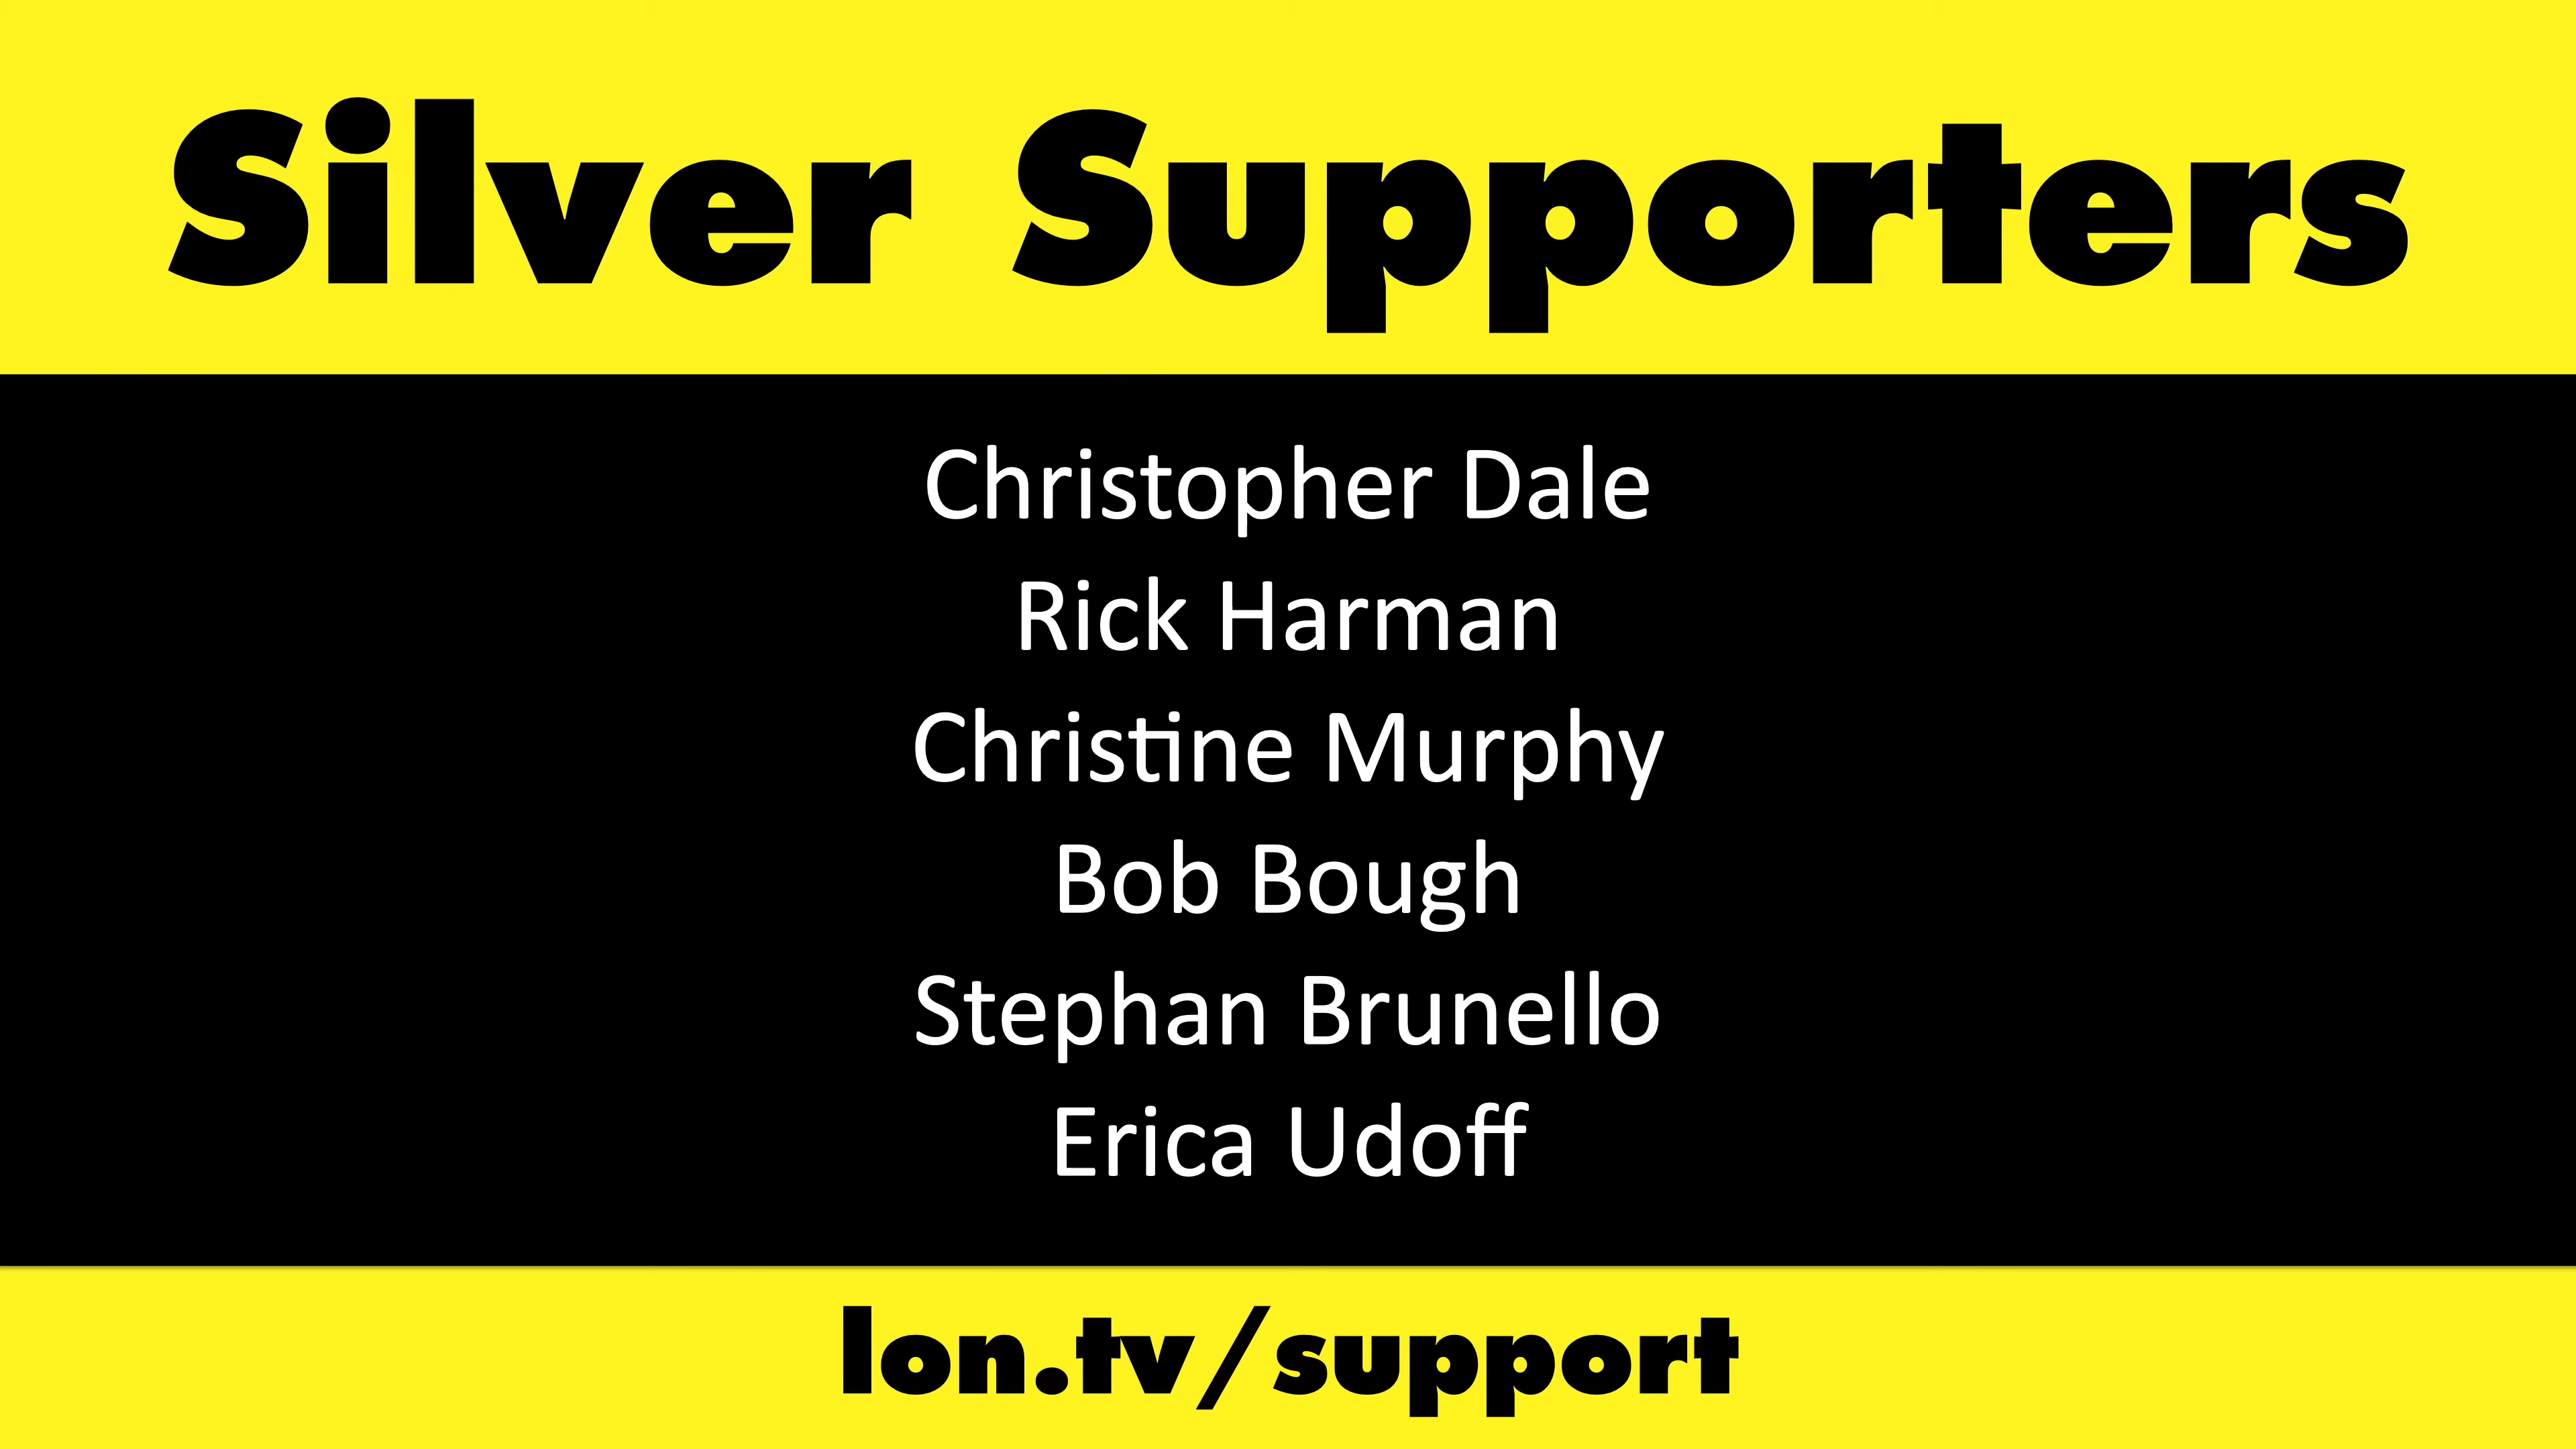 Silver Supporters
Christopher Dale
Rick Harman
Christine Murphy
Bob Bough
Stephan Brunello
Erica Udoff
lon.tv/support